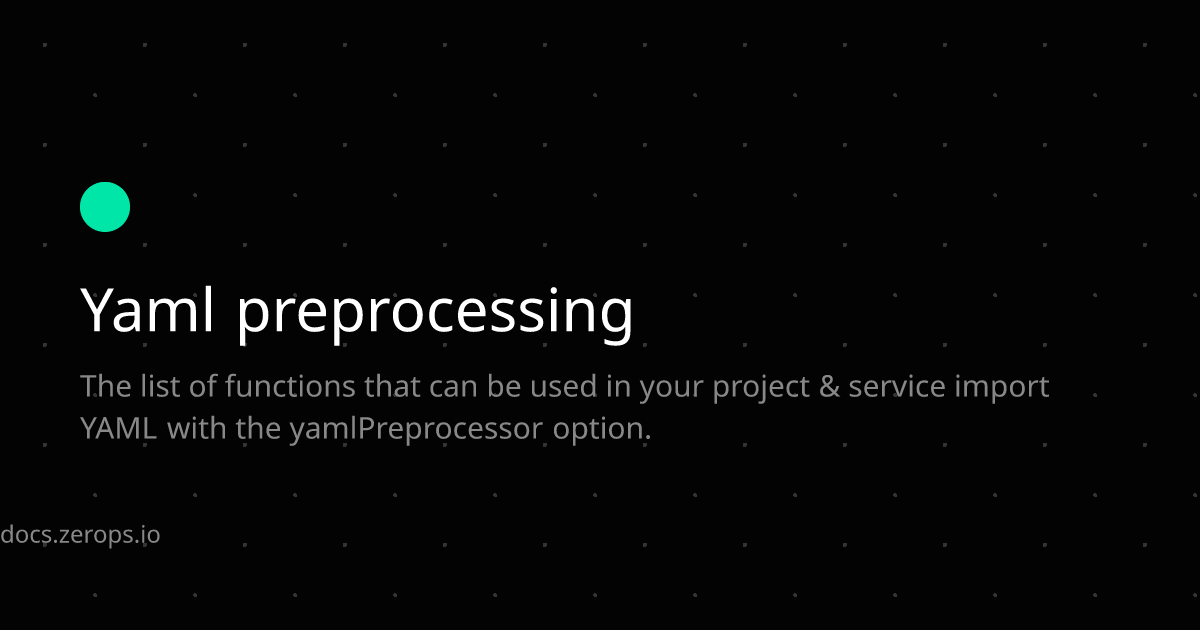 Yaml preprocessing
The list of functions that can be used in your project & service import
YAML with the yamlPreprocessor option.
docs.zerops.io